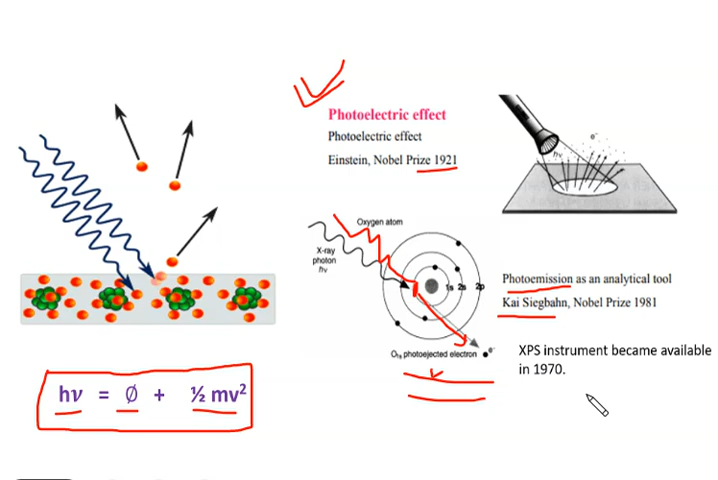 Photoelectric effect
Photoelectric effect
Einstein, Nobel Prize 1921
e⁻
hν
Oxygen atom
X-ray
photon
hν
1s 2s 2p
O₁ₛ photoejected electron e⁻
Photoemission as an analytical tool
Kai Siegbahn, Nobel Prize 1981
XPS instrument became available
in 1970.
hν = ∅ + ½ mv²